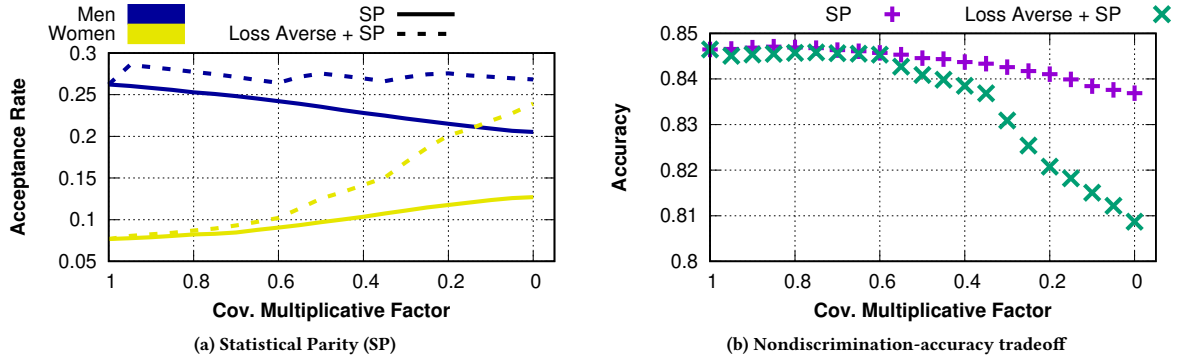 Men
Women
SP
Loss Averse + SP
0.3
0.25
0.2
0.15
0.1
0.05
Acceptance Rate
1 0.8 0.6 0.4 0.2 0
Cov. Multiplicative Factor
(a) Statistical Parity (SP)
SP Loss Averse + SP
0.85
0.84
0.83
0.82
0.81
0.8
Accuracy
1 0.8 0.6 0.4 0.2 0
Cov. Multiplicative Factor
(b) Nondiscrimination-accuracy tradeoff